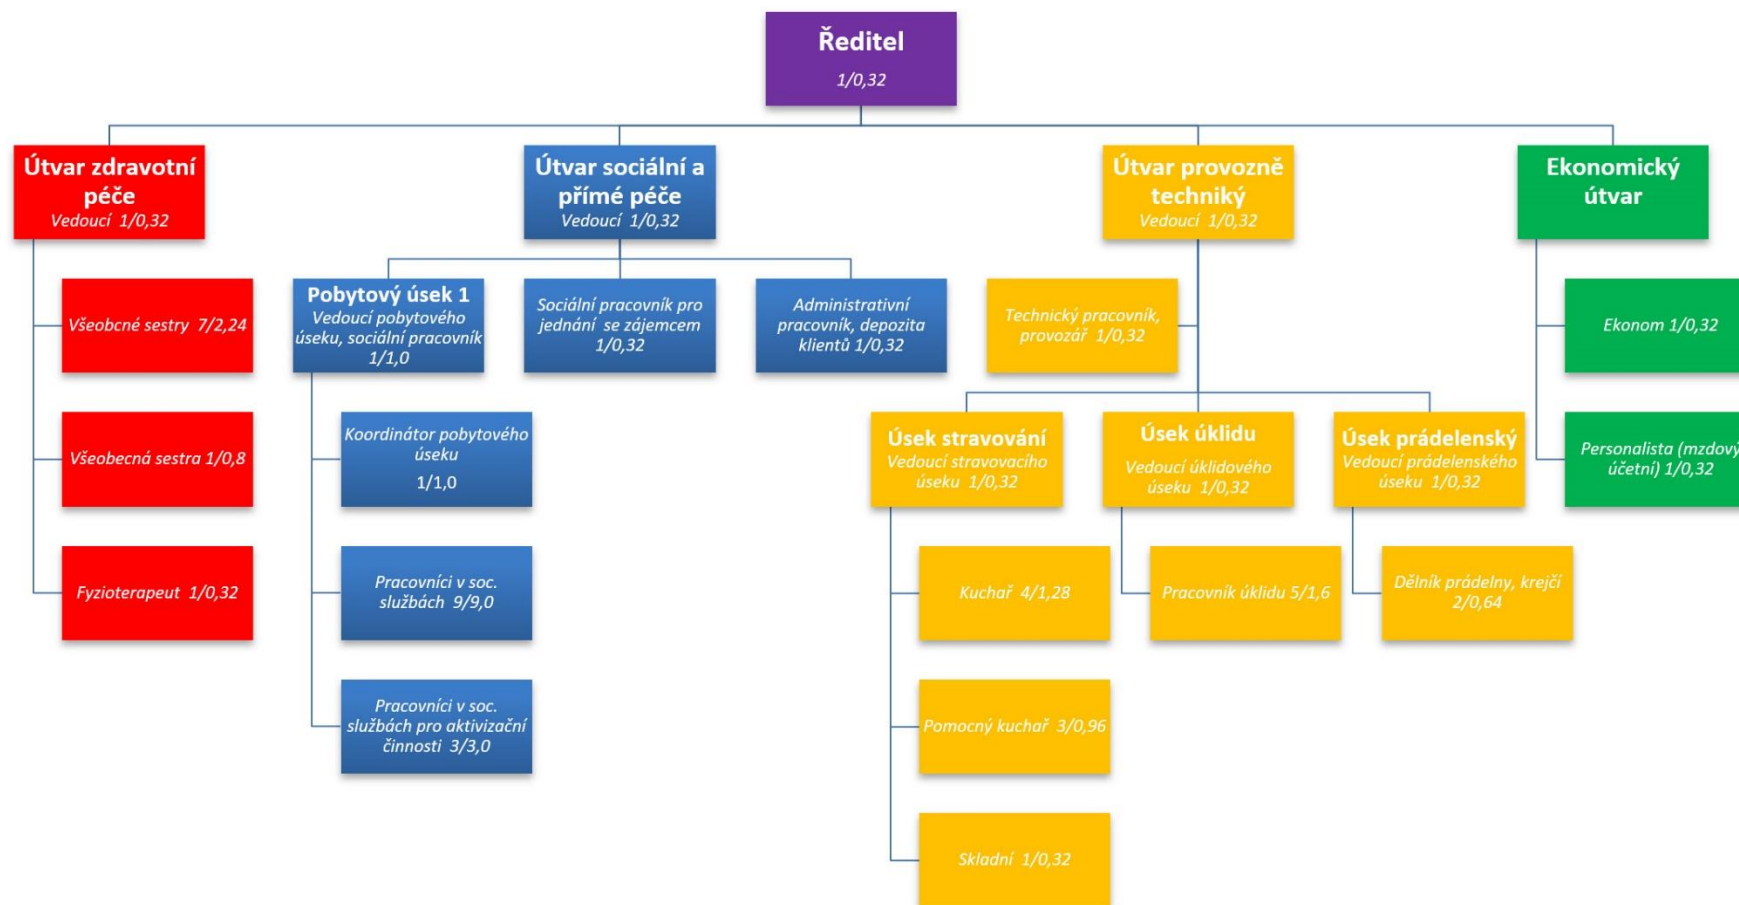 Ředitel
1/0,32
Útvar zdravotní
péče
Vedoucí 1/0,32
Útvar sociální a
přímé péče
Vedoucí 1/0,32
Útvar provozně
techniký
Vedoucí 1/0,32
Ekonomický
útvar
Všeobcné sestry 7/2,24
Všeobecná sestra 1/0,8
Fyzioterapeut 1/0,32
Pobytový úsek 1
Vedoucí pobytového
úseku, sociální pracovník
1/1,0
Sociální pracovník pro
jednání se zájemcem
1/0,32
Administrativní
pracovník, depozita
klientů 1/0,32
Koordinátor pobytového
úseku
1/1,0
Pracovníci v soc.
službách 9/9,0
Pracovníci v soc.
službách pro aktivizační
činnosti 3/3,0
Technický pracovník,
provozář 1/0,32
Úsek stravování
Vedoucí stravovacího
úseku 1/0,32
Úsek úklidu
Vedoucí úklidového
úseku 1/0,32
Úsek prádelenský
Vedoucí prádelenského
úseku 1/0,32
Kuchař 4/1,28
Pomocný kuchař 3/0,96
Skladní 1/0,32
Pracovník úklidu 5/1,6
Dělník prádelny, krejčí
2/0,64
Ekonom 1/0,32
Personalista (mzdový
účetní) 1/0,32